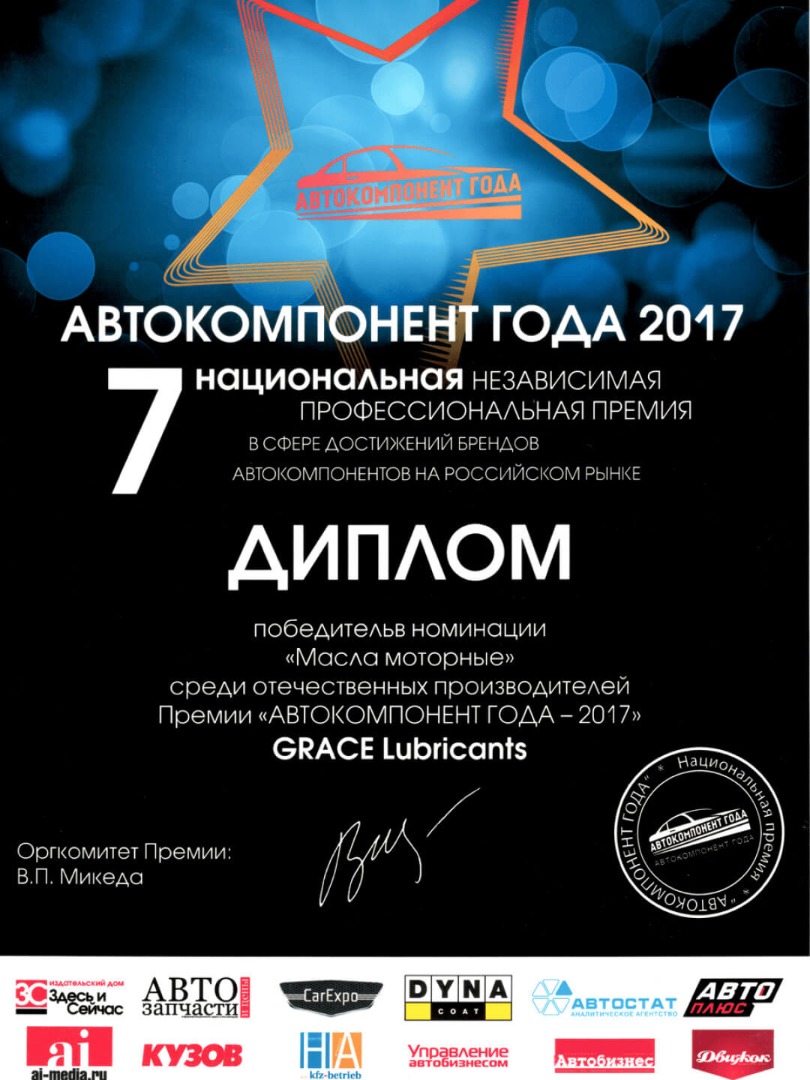 АВТОКОМПОНЕНТ ГОДА
АВТОКОМПОНЕНТ ГОДА 2017
7 национальная НЕЗАВИСИМАЯ
ПРОФЕССИОНАЛЬНАЯ ПРЕМИЯ
В СФЕРЕ ДОСТИЖЕНИЙ БРЕНДОВ
АВТОКОМПОНЕНТОВ НА РОССИЙСКОМ РЫНКЕ
ДИПЛОМ
победительв номинации
«Масла моторные»
среди отечественных производителей
Премии «АВТОКОМПОНЕНТ ГОДА – 2017»
GRACE Lubricants
Оргкомитет Премии:
В.П. Микеда
* Национальная премия * "АВТОКОМПОНЕНТ ГОДА"
АВТОКОМПОНЕНТ ГОДА
АВТОКОМПОНЕНТ ГОДА
ЗС издательский дом
Здесь и
Сейчас
АВТО
запчасти
и цены
CarExpo
DYNA
COAT
АВТОСТАТ
АНАЛИТИЧЕСКОЕ АГЕНТСТВО
АВТО
ПЛЮС
ai
ai-media.ru
КУЗОВ
HA
kfz-betrieb
Управление
автобизнесом
Автобизнес
Движок